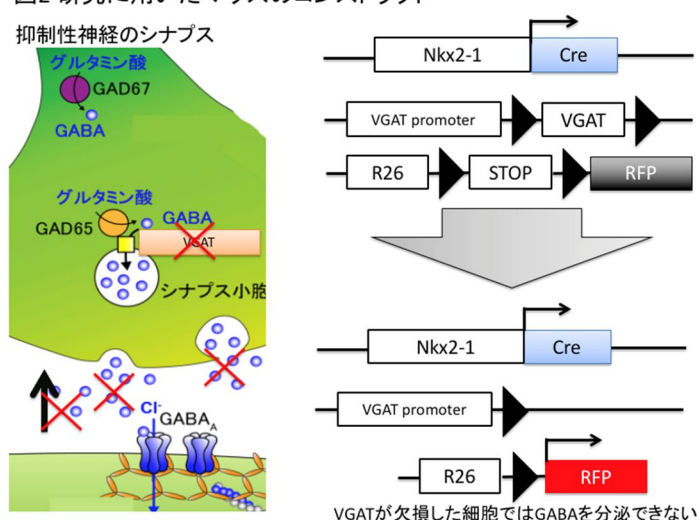 抑制性神経のシナプス
グルタミン酸
GAD67
GABA
グルタミン酸
GAD65
GABA
VGAT
シナプス小胞
Cl-
GABAA
Nkx2-1
Cre
VGAT promoter
VGAT
R26
STOP
RFP
Nkx2-1
Cre
VGAT promoter
R26
RFP
VGATが欠損した細胞ではGABAを分泌できない